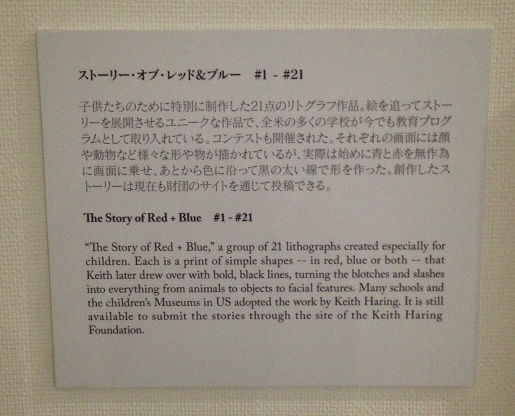 ストーリー・オブ・レッド&ブルー　#1 - #21
子供たちのために特別に制作した21点のリトグラフ作品。絵を追ってストー
リーを展開させるユニークな作品で、全米の多くの学校が今でも教育プログ
ラムとして取り入れている。コンテストも開催された。それぞれの画面には顔
や動物など様々な形や物が描かれているが、実際は始めに青と赤を無作為
に画面に乗せ、あとから色に沿って黒の太い線で形を作った。創作したス
トーリーは現在も財団のサイトを通じて投稿できる。
The Story of Red + Blue　#1 - #21
“The Story of Red + Blue,” a group of 21 lithographs created especially for
children. Each is a print of simple shapes -- in red, blue or both -- that
Keith later drew over with bold, black lines, turning the blotches and slashes
into everything from animals to objects to facial features. Many schools and
the children’s Museums in US adopted the work by Keith Haring. It is still
available to submit the stories through the site of the Keith Haring
Foundation.